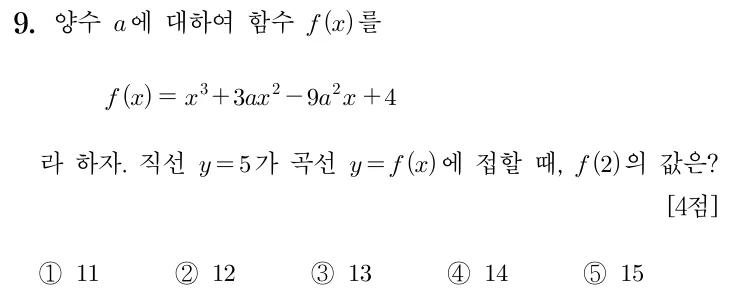 9. 양수 a에 대하여 함수 f(x)를
f(x)=x³+3ax²-9a²x+4
라 하자. 직선 y=5가 곡선 y=f(x)에 접할 때, f(2)의 값은?
[4점]
① 11 ② 12 ③ 13 ④ 14 ⑤ 15